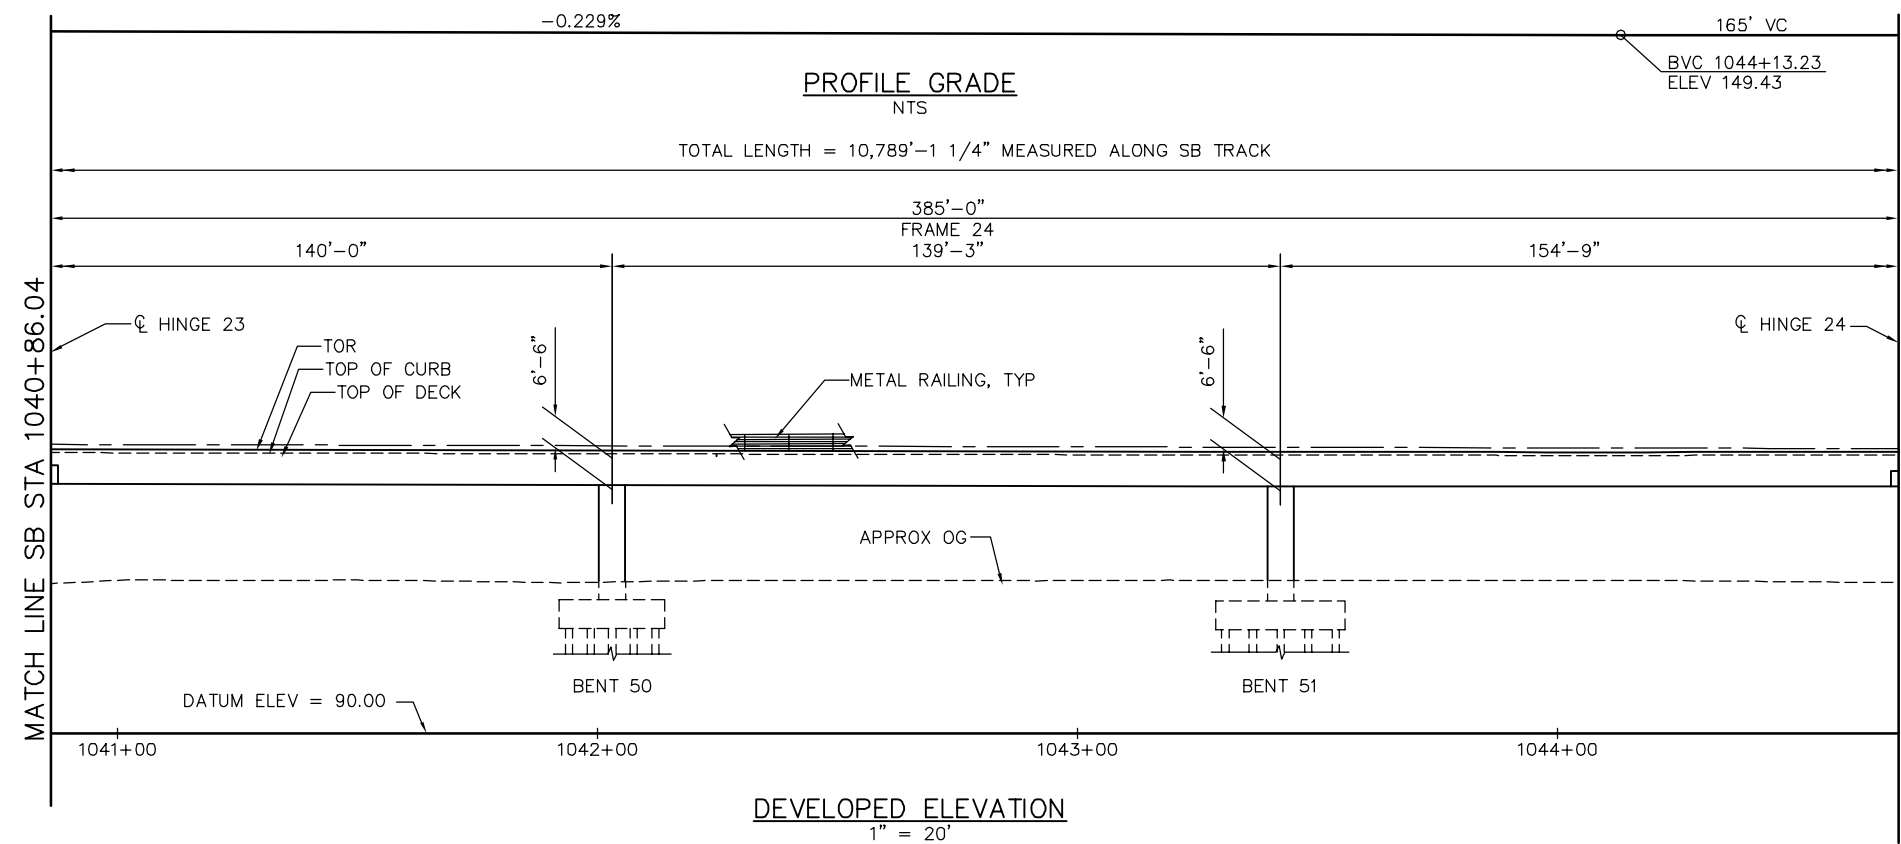 -0.229%
165' VC
BVC 1044+13.23
ELEV 149.43
PROFILE GRADE
NTS
TOTAL LENGTH = 10,789'-1 1/4" MEASURED ALONG SB TRACK
385'-0"
FRAME 24
140'-0"
139'-3"
154'-9"
MATCH LINE SB STA 1040+86.04
℄ HINGE 23
℄ HINGE 24
TOR
TOP OF CURB
TOP OF DECK
6'-6"
METAL RAILING, TYP
6'-6"
APPROX OG
BENT 50
BENT 51
DATUM ELEV = 90.00
1041+00
1042+00
1043+00
1044+00
DEVELOPED ELEVATION
1" = 20'